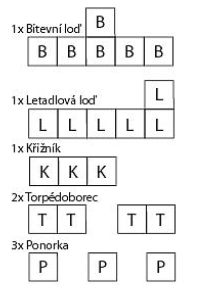 B
1x Bitevní loď
B B B B B
L
1x Letadlová loď
L L L L L
1x Křižník
K K K
2x Torpédoborec
T T T T
3x Ponorka
P P P